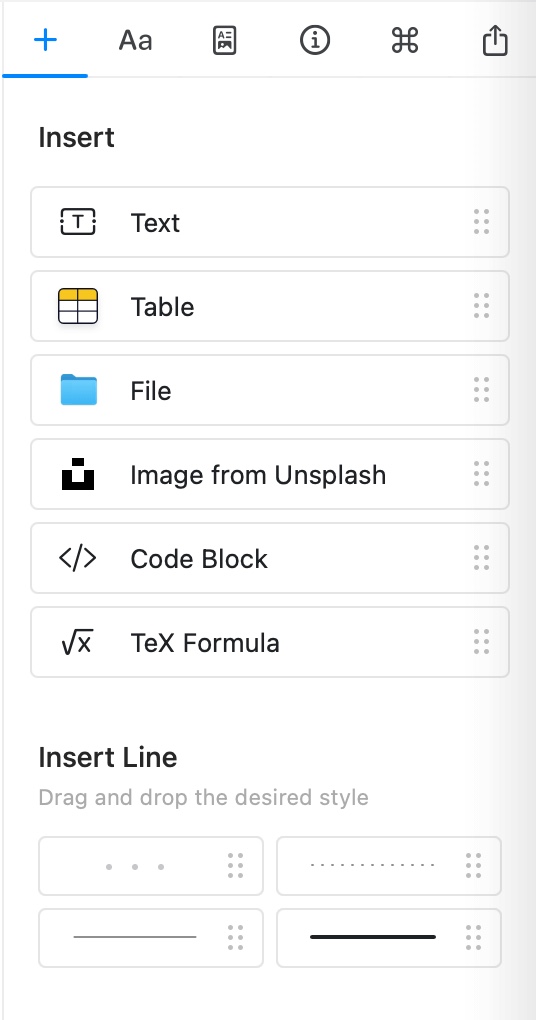 Aa
Insert
Text
Table
File
Image from Unsplash
Code Block
TeX Formula
Insert Line
Drag and drop the desired style